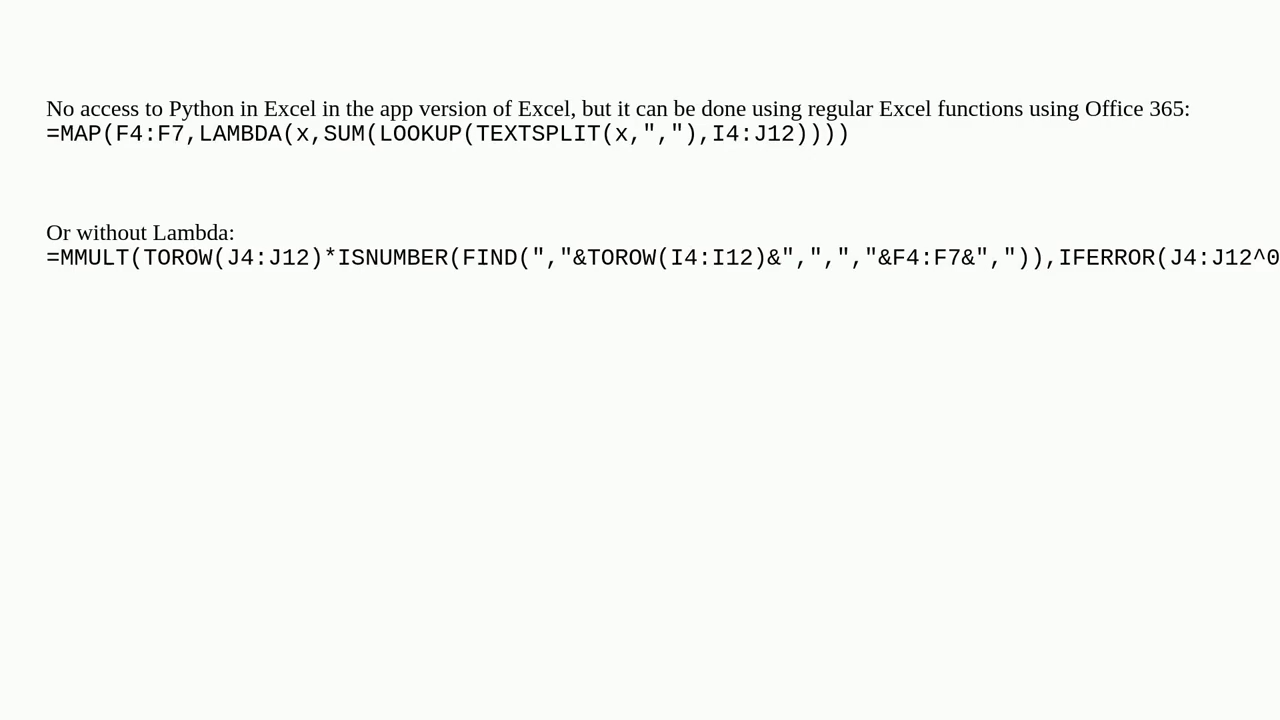 No access to Python in Excel in the app version of Excel, but it can be done using regular Excel functions using Office 365:
=MAP(F4:F7,LAMBDA(x,SUM(LOOKUP(TEXTSPLIT(x,","),I4:J12))))
Or without Lambda:
=MMULT(TOROW(J4:J12)*ISNUMBER(FIND(","&TOROW(I4:I12)&",",","&F4:F7&",")),IFERROR(J4:J12^0